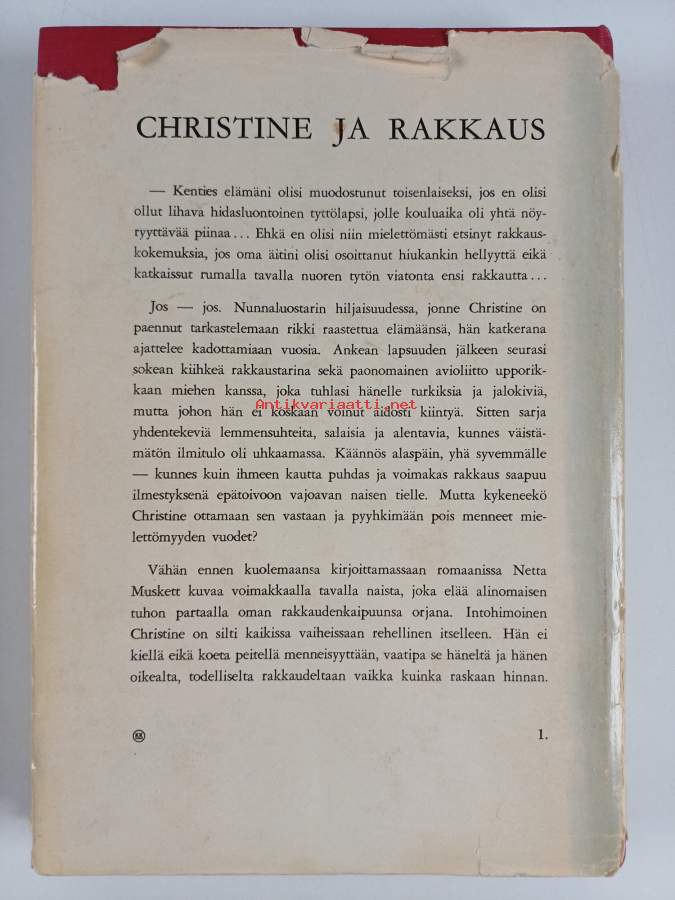 CHRISTINE JA RAKKAUS
— Kenties elämäni olisi muodostunut toisenlaiseksi, jos en olisi
ollut lihava hidasluontoinen tyttölapsi, jolle kouluaika oli yhtä nöy-
ryyttävää piinaa... Ehkä en olisi niin mielettömästi etsinyt rakkaus-
kokemuksia, jos oma äitini olisi osoittanut hiukankin hellyyttä eikä
katkaissut rumalla tavalla nuoren tytön viatonta ensi rakkautta...
Jos — jos. Nunnaluostarin hiljaisuudessa, jonne Christine on
paennut tarkastelemaan rikki raastettua elämäänsä, hän katkerana
ajattelee kadottamiaan vuosia. Ankean lapsuuden jälkeen seurasi
sokean kiihkeä rakkaustarina sekä paonomainen avioliitto upporik-
kaan miehen kanssa, joka tuhlasi hänelle turkiksia ja jalokiviä,
mutta johon hän ei koskaan voinut aidosti kiintyä. Sitten sarja
Antikvariaatti.net
yhdentekeviä lemmensuhteita, salaisia ja alentavia, kunnes väistä-
mätön ilmitulo oli uhkaamassa. Käännös alaspäin, yhä syvemmälle
— kunnes kuin ihmeen kautta puhdas ja voimakas rakkaus saapuu
ilmestyksenä epätoivoon vajoavan naisen tielle. Mutta kykeneekö
Christine ottamaan sen vastaan ja pyyhkimään pois menneet mie-
lettömyyden vuodet?
Vähän ennen kuolemaansa kirjoittamassaan romaanissa Netta
Muskett kuvaa voimakkaalla tavalla naista, joka elää alinomaisen
tuhon partaalla oman rakkaudenkaipuunsa orjana. Intohimoinen
Christine on silti kaikissa vaiheissaan rehellinen itselleen. Hän ei
kiellä eikä koeta peitellä menneisyyttään, vaatipa se häneltä ja hänen
oikealta, todelliselta rakkaudeltaan vaikka kuinka raskaan hinnan.
1.